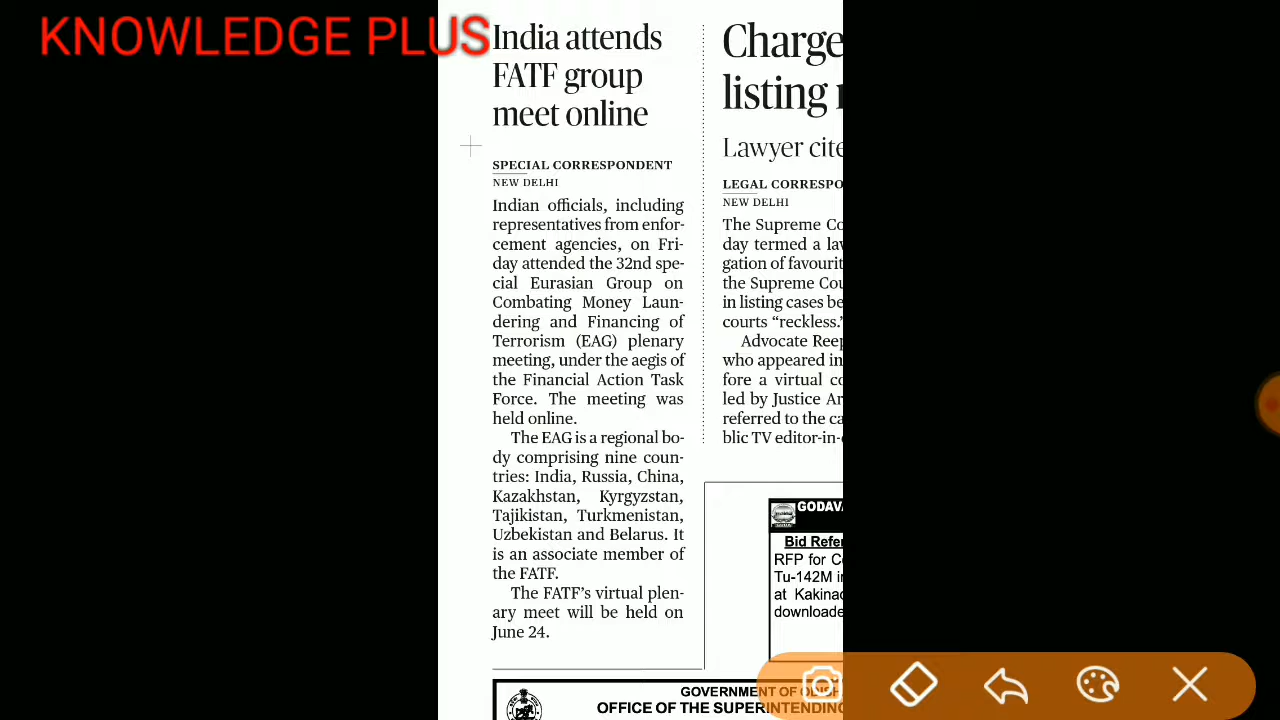 KNOWLEDGE PLUS
India attends
FATF group
meet online
SPECIAL CORRESPONDENT
NEW DELHI
Indian officials, including
representatives from enfor-
cement agencies, on Fri-
day attended the 32nd spe-
cial Eurasian Group on
Combating Money Laun-
dering and Financing of
Terrorism (EAG) plenary
meeting, under the aegis of
the Financial Action Task
Force. The meeting was
held online.
The EAG is a regional bo-
dy comprising nine coun-
tries: India, Russia, China,
Kazakhstan, Kyrgyzstan,
Tajikistan, Turkmenistan,
Uzbekistan and Belarus. It
is an associate member of
the FATF.
The FATF's virtual plen-
ary meet will be held on
June 24.
Charge
listing
Lawyer cite
LEGAL CORRESPO
NEW DELHI
The Supreme Co
day termed a la
gation of favourit
the Supreme Cou
in listing cases be
courts “reckless.”
Advocate Reep
who appeared in
fore a virtual co
led by Justice Ar
referred to the ca
blic TV editor-in-
GODAVA
Bid Refer
RFP for C
Tu-142M in
at Kakinad
downloade
GOVERNMENT OF ODISH
OFFICE OF THE SUPERINTENDING